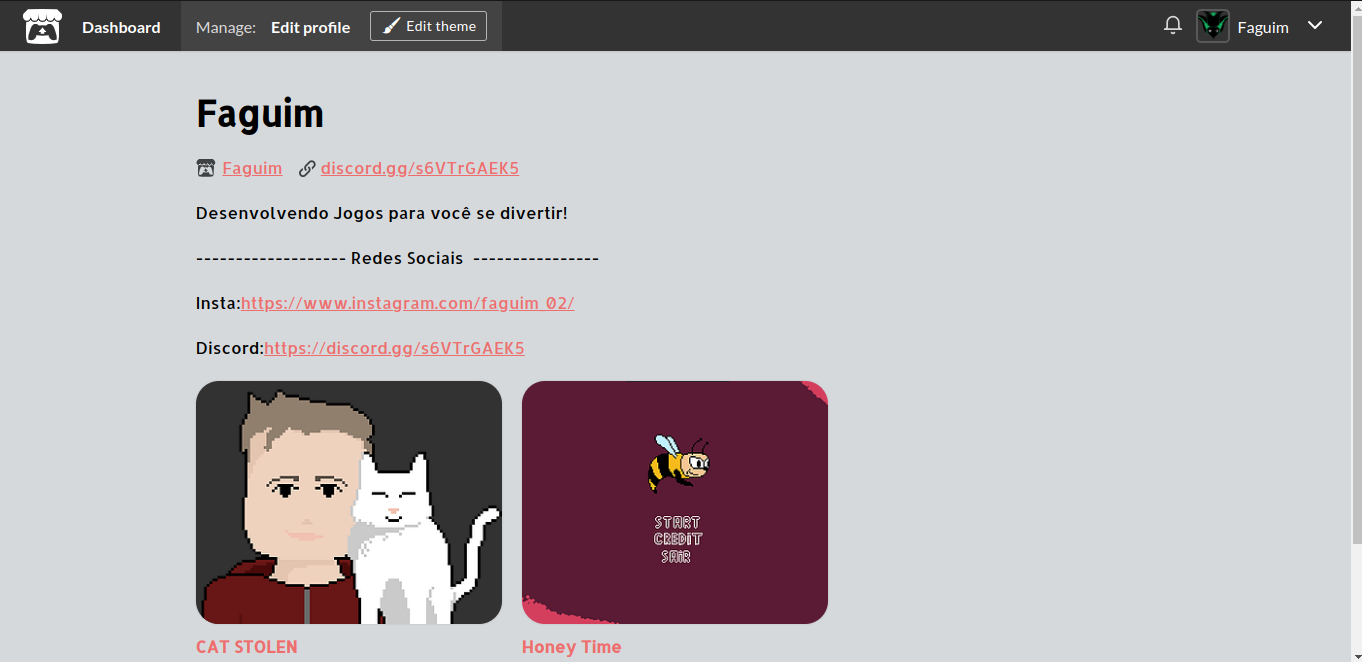 Dashboard Manage: Edit profile Edit theme Faguim
Faguim
Faguim discord.gg/s6VTrGAEK5
Desenvolvendo Jogos para você se divertir!
------------------- Redes Sociais ----------------
Insta:https://www.instagram.com/faguim_02/
Discord:https://discord.gg/s6VTrGAEK5
START
CREDIT
SAIR
CAT STOLEN
Honey Time